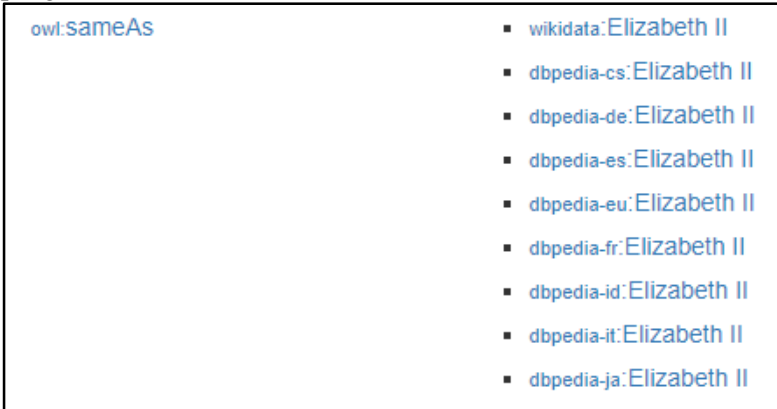 owl:sameAs
wikidata:Elizabeth II
dbpedia-cs:Elizabeth II
dbpedia-de:Elizabeth II
dbpedia-es:Elizabeth II
dbpedia-eu:Elizabeth II
dbpedia-fr:Elizabeth II
dbpedia-id:Elizabeth II
dbpedia-it:Elizabeth II
dbpedia-ja:Elizabeth II